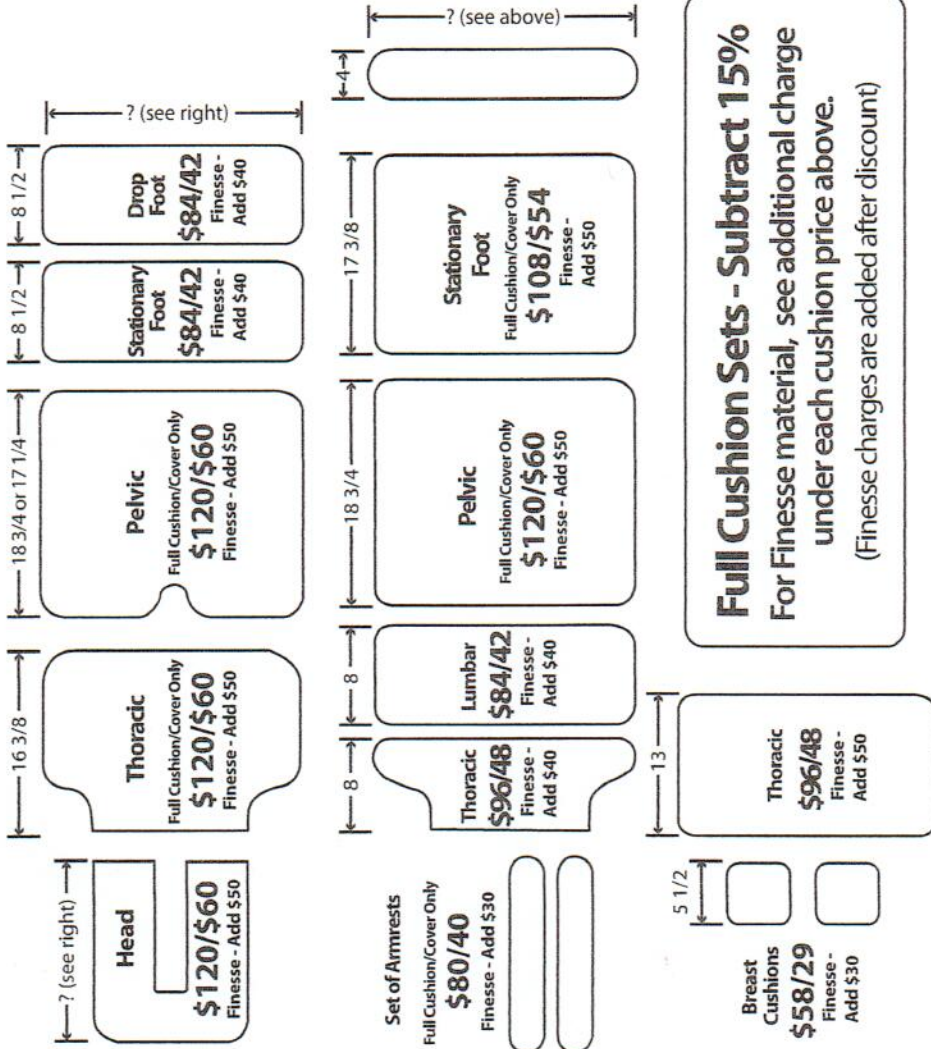 ? (see right)
Head
$120/$60
Finesse - Add $50
16 3/8
Thoracic
Full Cushion/Cover Only
$120/$60
Finesse - Add $50
18 3/4 or 17 1/4
Pelvic
Full Cushion/Cover Only
$120/$60
Finesse - Add $50
8 1/2
Stationary
Foot
$84/42
Finesse -
Add $40
8 1/2
Drop
Foot
$84/42
Finesse -
Add $40
? (see right)
Set of Armrests
Full Cushion/Cover Only
$80/40
Finesse - Add $30
8
Thoracic
$96/48
Finesse -
Add $40
8
Lumbar
$84/42
Finesse -
Add $40
18 3/4
Pelvic
Full Cushion/Cover Only
$120/$60
Finesse - Add $50
17 3/8
Stationary
Foot
Full Cushion/Cover Only
$108/$54
Finesse -
Add $50
4
? (see above)
Breast
Cushions
$58/29
Finesse -
Add $30
5 1/2
13
Thoracic
$96/48
Finesse -
Add $50
Full Cushion Sets - Subtract 15%
For Finesse material, see additional charge
under each cushion price above.
(Finesse charges are added after discount)